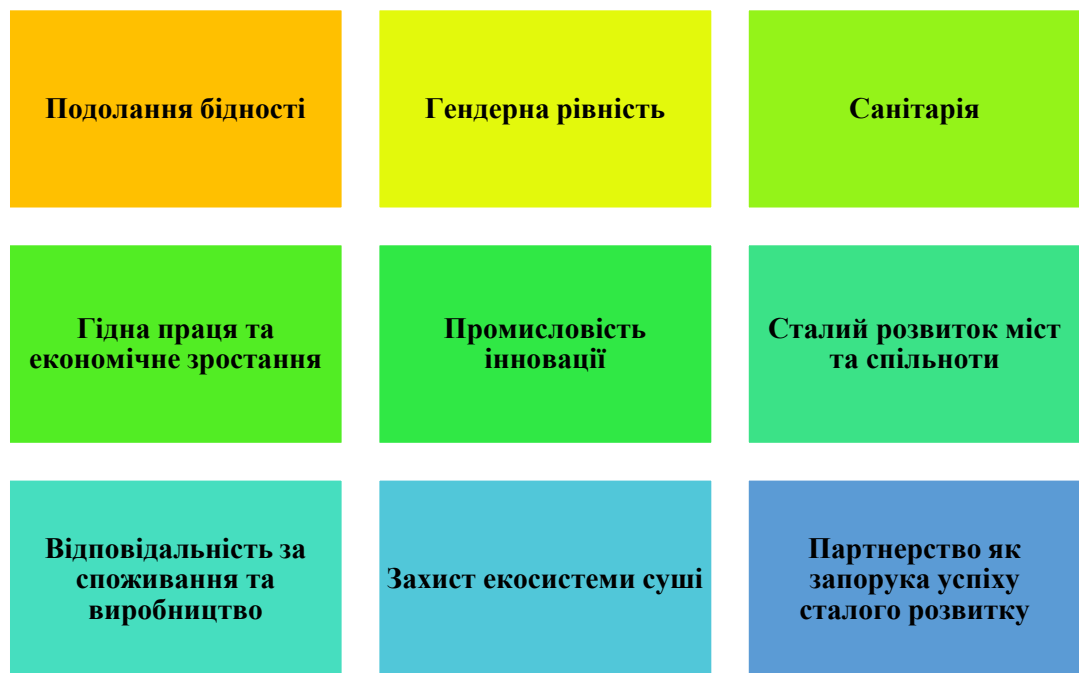 Подолання бідності
Гендерна рівність
Санітарія
Гідна праця та
економічне зростання
Промисловість
інновації
Сталий розвиток міст
та спільноти
Відповідальність за
споживання та
виробництво
Захист екосистеми суші
Партнерство як
запорука успіху
сталого розвитку